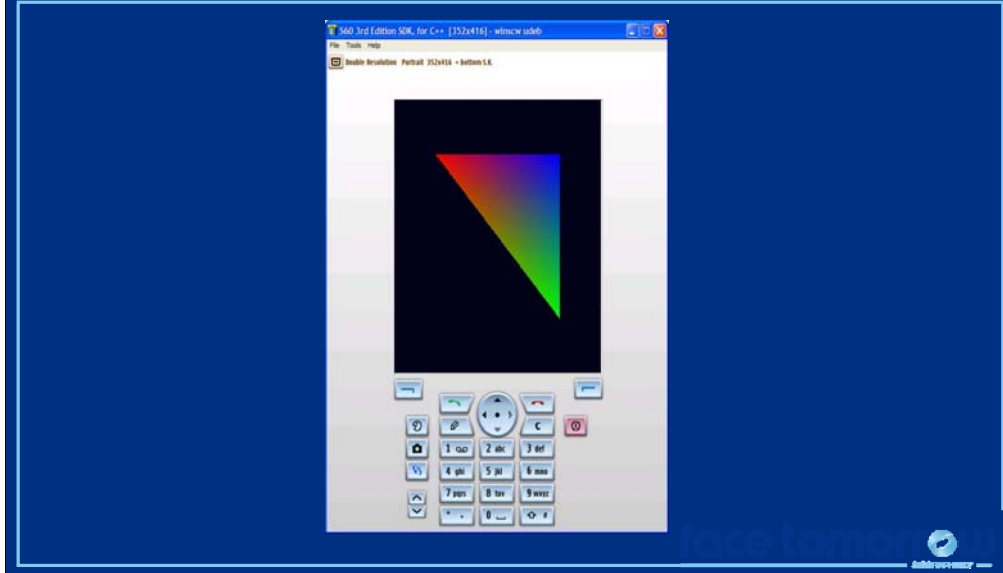 S60 3rd Edition SDK, for C++ [352x416] - winscw udeb
File Tools Help
Double Resolution Portrait 352x416 + bottom S.K.
C
1 2 abc 3 def
4 ghi 5 jkl 6 mno
7 pqrs 8 tuv 9 wxyz
* + 0 #
face tomorrow